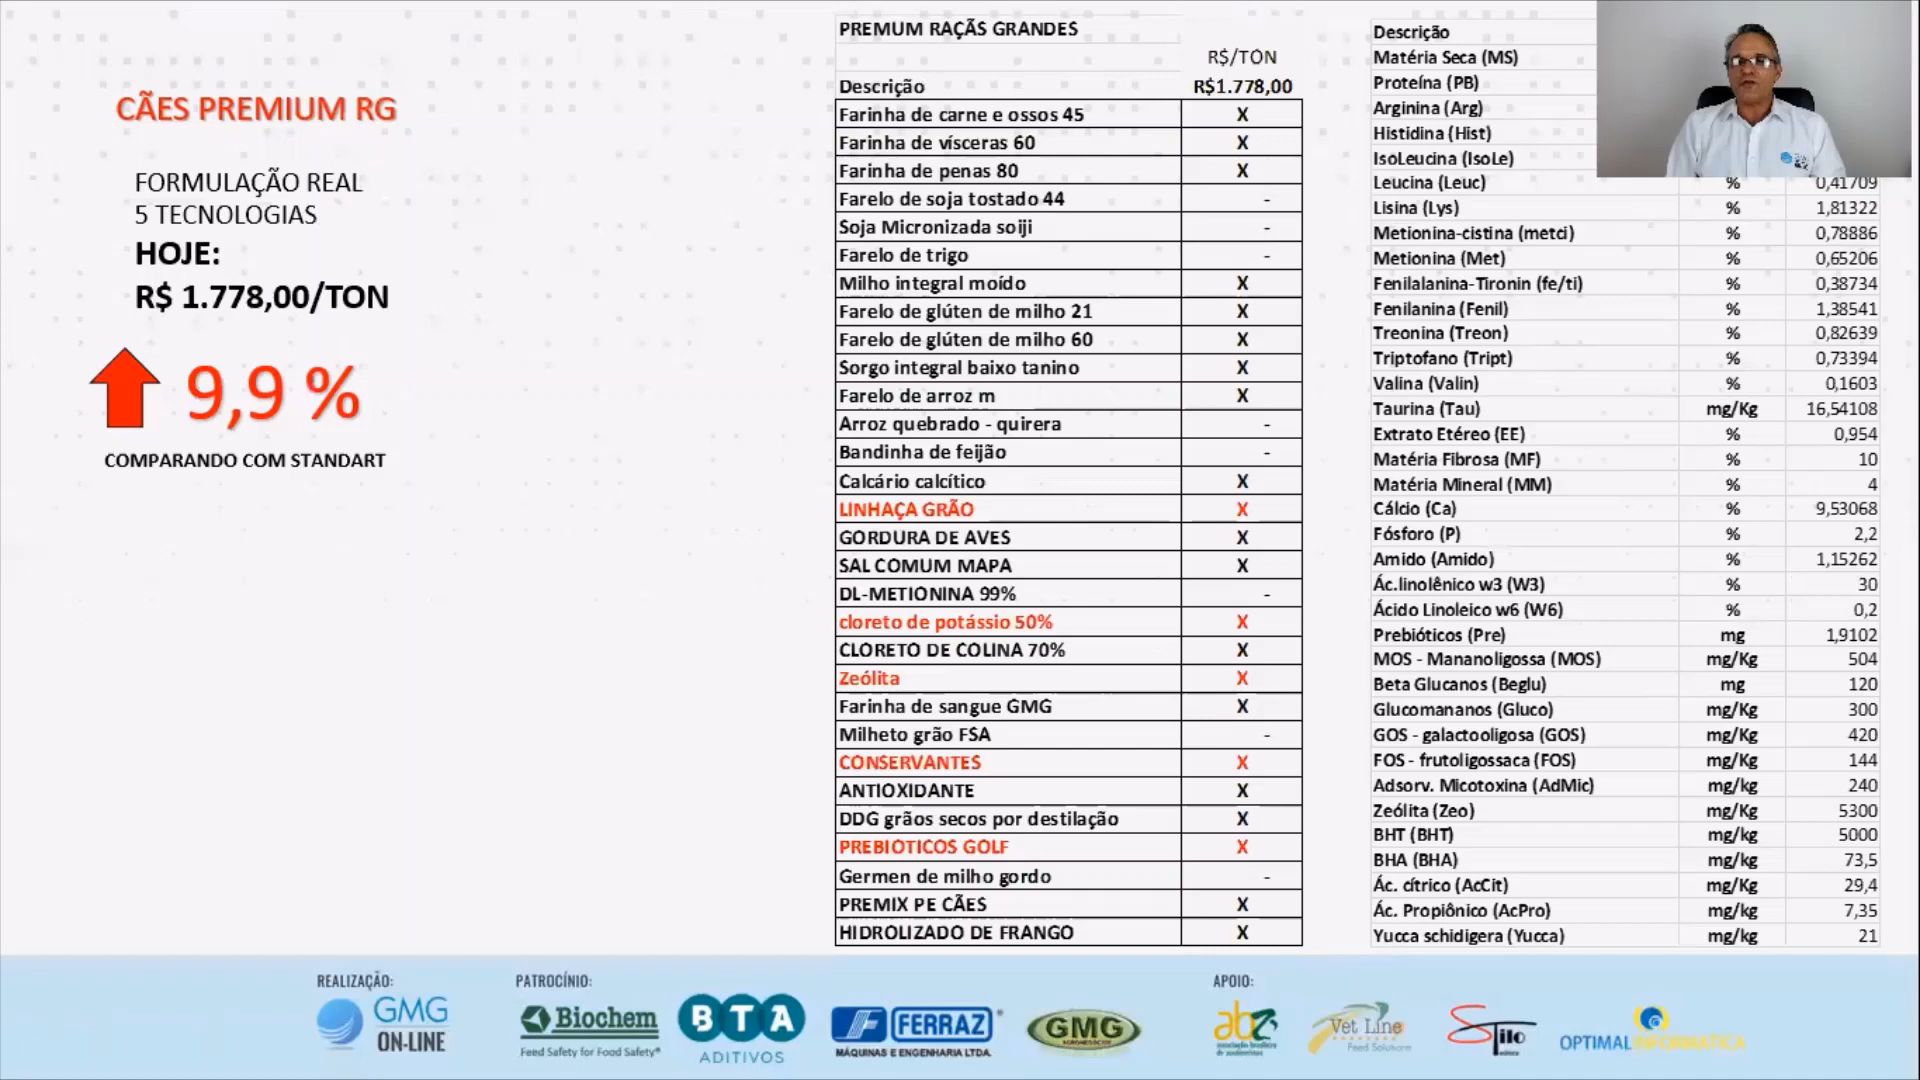 CÃES PREMIUM RG
FORMULAÇÃO REAL
5 TECNOLOGIAS
HOJE:
R$ 1.778,00/TON
9,9 %
COMPARANDO COM STANDART
PREMUM RAÇÃS GRANDES
R$/TON
Descrição R$1.778,00
Farinha de carne e ossos 45 X
Farinha de vísceras 60 X
Farinha de penas 80 X
Farelo de soja tostado 44 -
Soja Micronizada soiji -
Farelo de trigo -
Milho integral moído X
Farelo de glúten de milho 21 X
Farelo de glúten de milho 60 X
Sorgo integral baixo tanino X
Farelo de arroz m X
Arroz quebrado - quirera -
Bandinha de feijão -
Calcário calcítico X
LINHAÇA GRÃO X
GORDURA DE AVES X
SAL COMUM MAPA X
DL-METIONINA 99% -
cloreto de potássio 50% X
CLORETO DE COLINA 70% X
Zeólita X
Farinha de sangue GMG X
Milheto grão FSA -
CONSERVANTES X
ANTIOXIDANTE X
DDG grãos secos por destilação X
PREBIOTICOS GOLF X
Germen de milho gordo -
PREMIX PE CÃES X
HIDROLIZADO DE FRANGO X
Descrição
Matéria Seca (MS)
Proteína (PB)
Arginina (Arg)
Histidina (Hist)
IsoLeucina (IsoLe)
Leucina (Leuc) % 0,41709
Lisina (Lys) % 1,81322
Metionina-cistina (metci) % 0,78886
Metionina (Met) % 0,65206
Fenilalanina-Tironin (fe/ti) % 0,38734
Fenilanina (Fenil) % 1,38541
Treonina (Treon) % 0,82639
Triptofano (Tript) % 0,73394
Valina (Valin) % 0,1603
Taurina (Tau) mg/Kg 16,54108
Extrato Etéreo (EE) % 0,954
Matéria Fibrosa (MF) % 10
Matéria Mineral (MM) % 4
Cálcio (Ca) % 9,53068
Fósforo (P) % 2,2
Amido (Amido) % 1,15262
Ác.linolênico w3 (W3) % 30
Ácido Linoleico w6 (W6) % 0,2
Prebióticos (Pre) mg 1,9102
MOS - Mananoligossa (MOS) mg/Kg 504
Beta Glucanos (Beglu) mg 120
Glucomananos (Gluco) mg/Kg 300
GOS - galactooligosa (GOS) mg/Kg 420
FOS - frutoligossaca (FOS) mg/Kg 144
Adsorv. Micotoxina (AdMic) mg/Kg 240
Zeólita (Zeo) mg/Kg 5300
BHT (BHT) mg/kg 5000
BHA (BHA) mg/kg 73,5
Ác. cítrico (AcCit) mg/Kg 29,4
Ác. Propiônico (AcPro) mg/kg 7,35
Yucca schidigera (Yucca) mg/kg 21
REALIZAÇÃO:
GMG
ON-LINE
PATROCÍNIO:
Biochem
Feed Safety for Food Safety®
BTA
ADITIVOS
FERRAZ®
MÁQUINAS E ENGENHARIA LTDA.
GMG
APOIO:
abz
Vet Line
Feed Solutions
STilo
OPTIMAL INFORMATICA